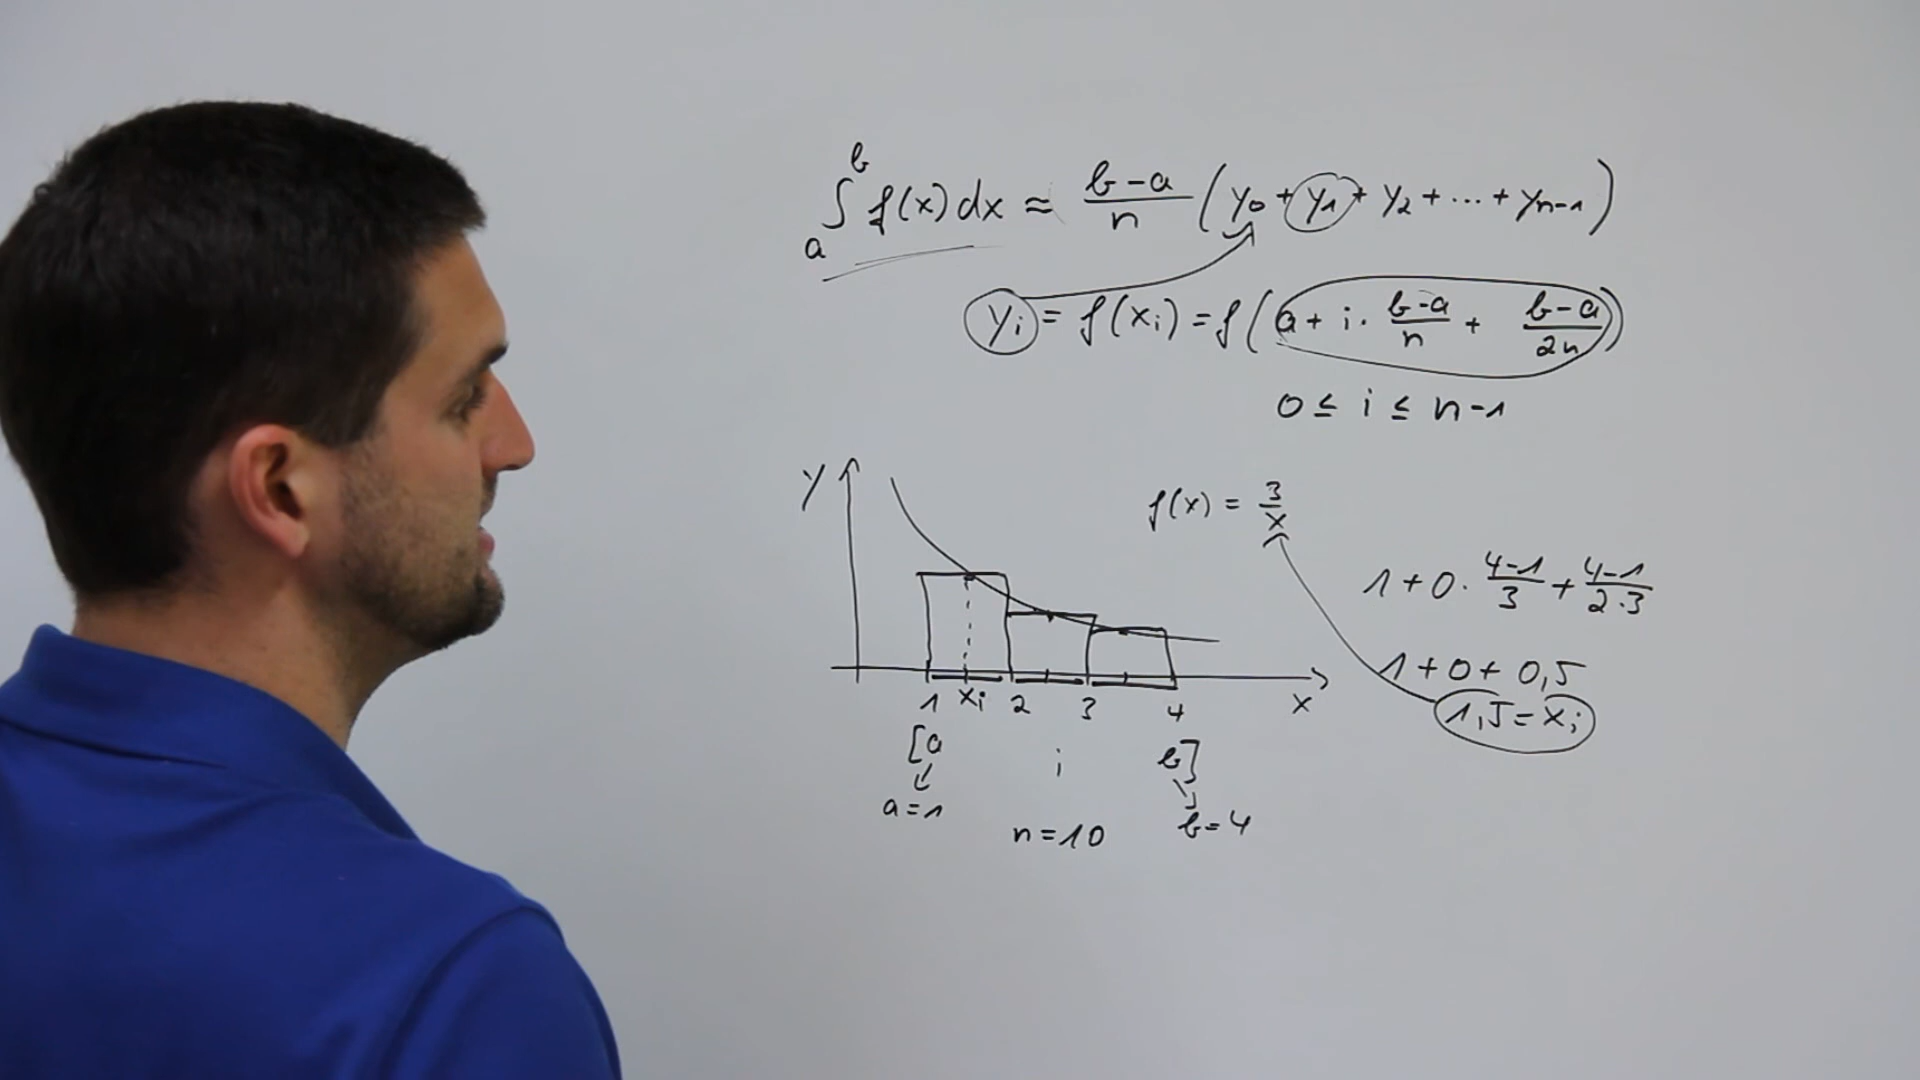 ∫ₐᵇ f(x) dx ≈ (b-a)/n (y₀ + y₁ + y₂ + ... + yₙ₋₁)
yᵢ = f(xᵢ) = f(a + i · (b-a)/n + (b-a)/2n)
0 ≤ i ≤ n-1
y
f(x) = 3/x
1 + 0 · (4-1)/3 + (4-1)/(2·3)
1 + 0 + 0,5
1,5 = xᵢ
1 xᵢ 2 3 4 x
[a i b]
a=1 b=4
n=10